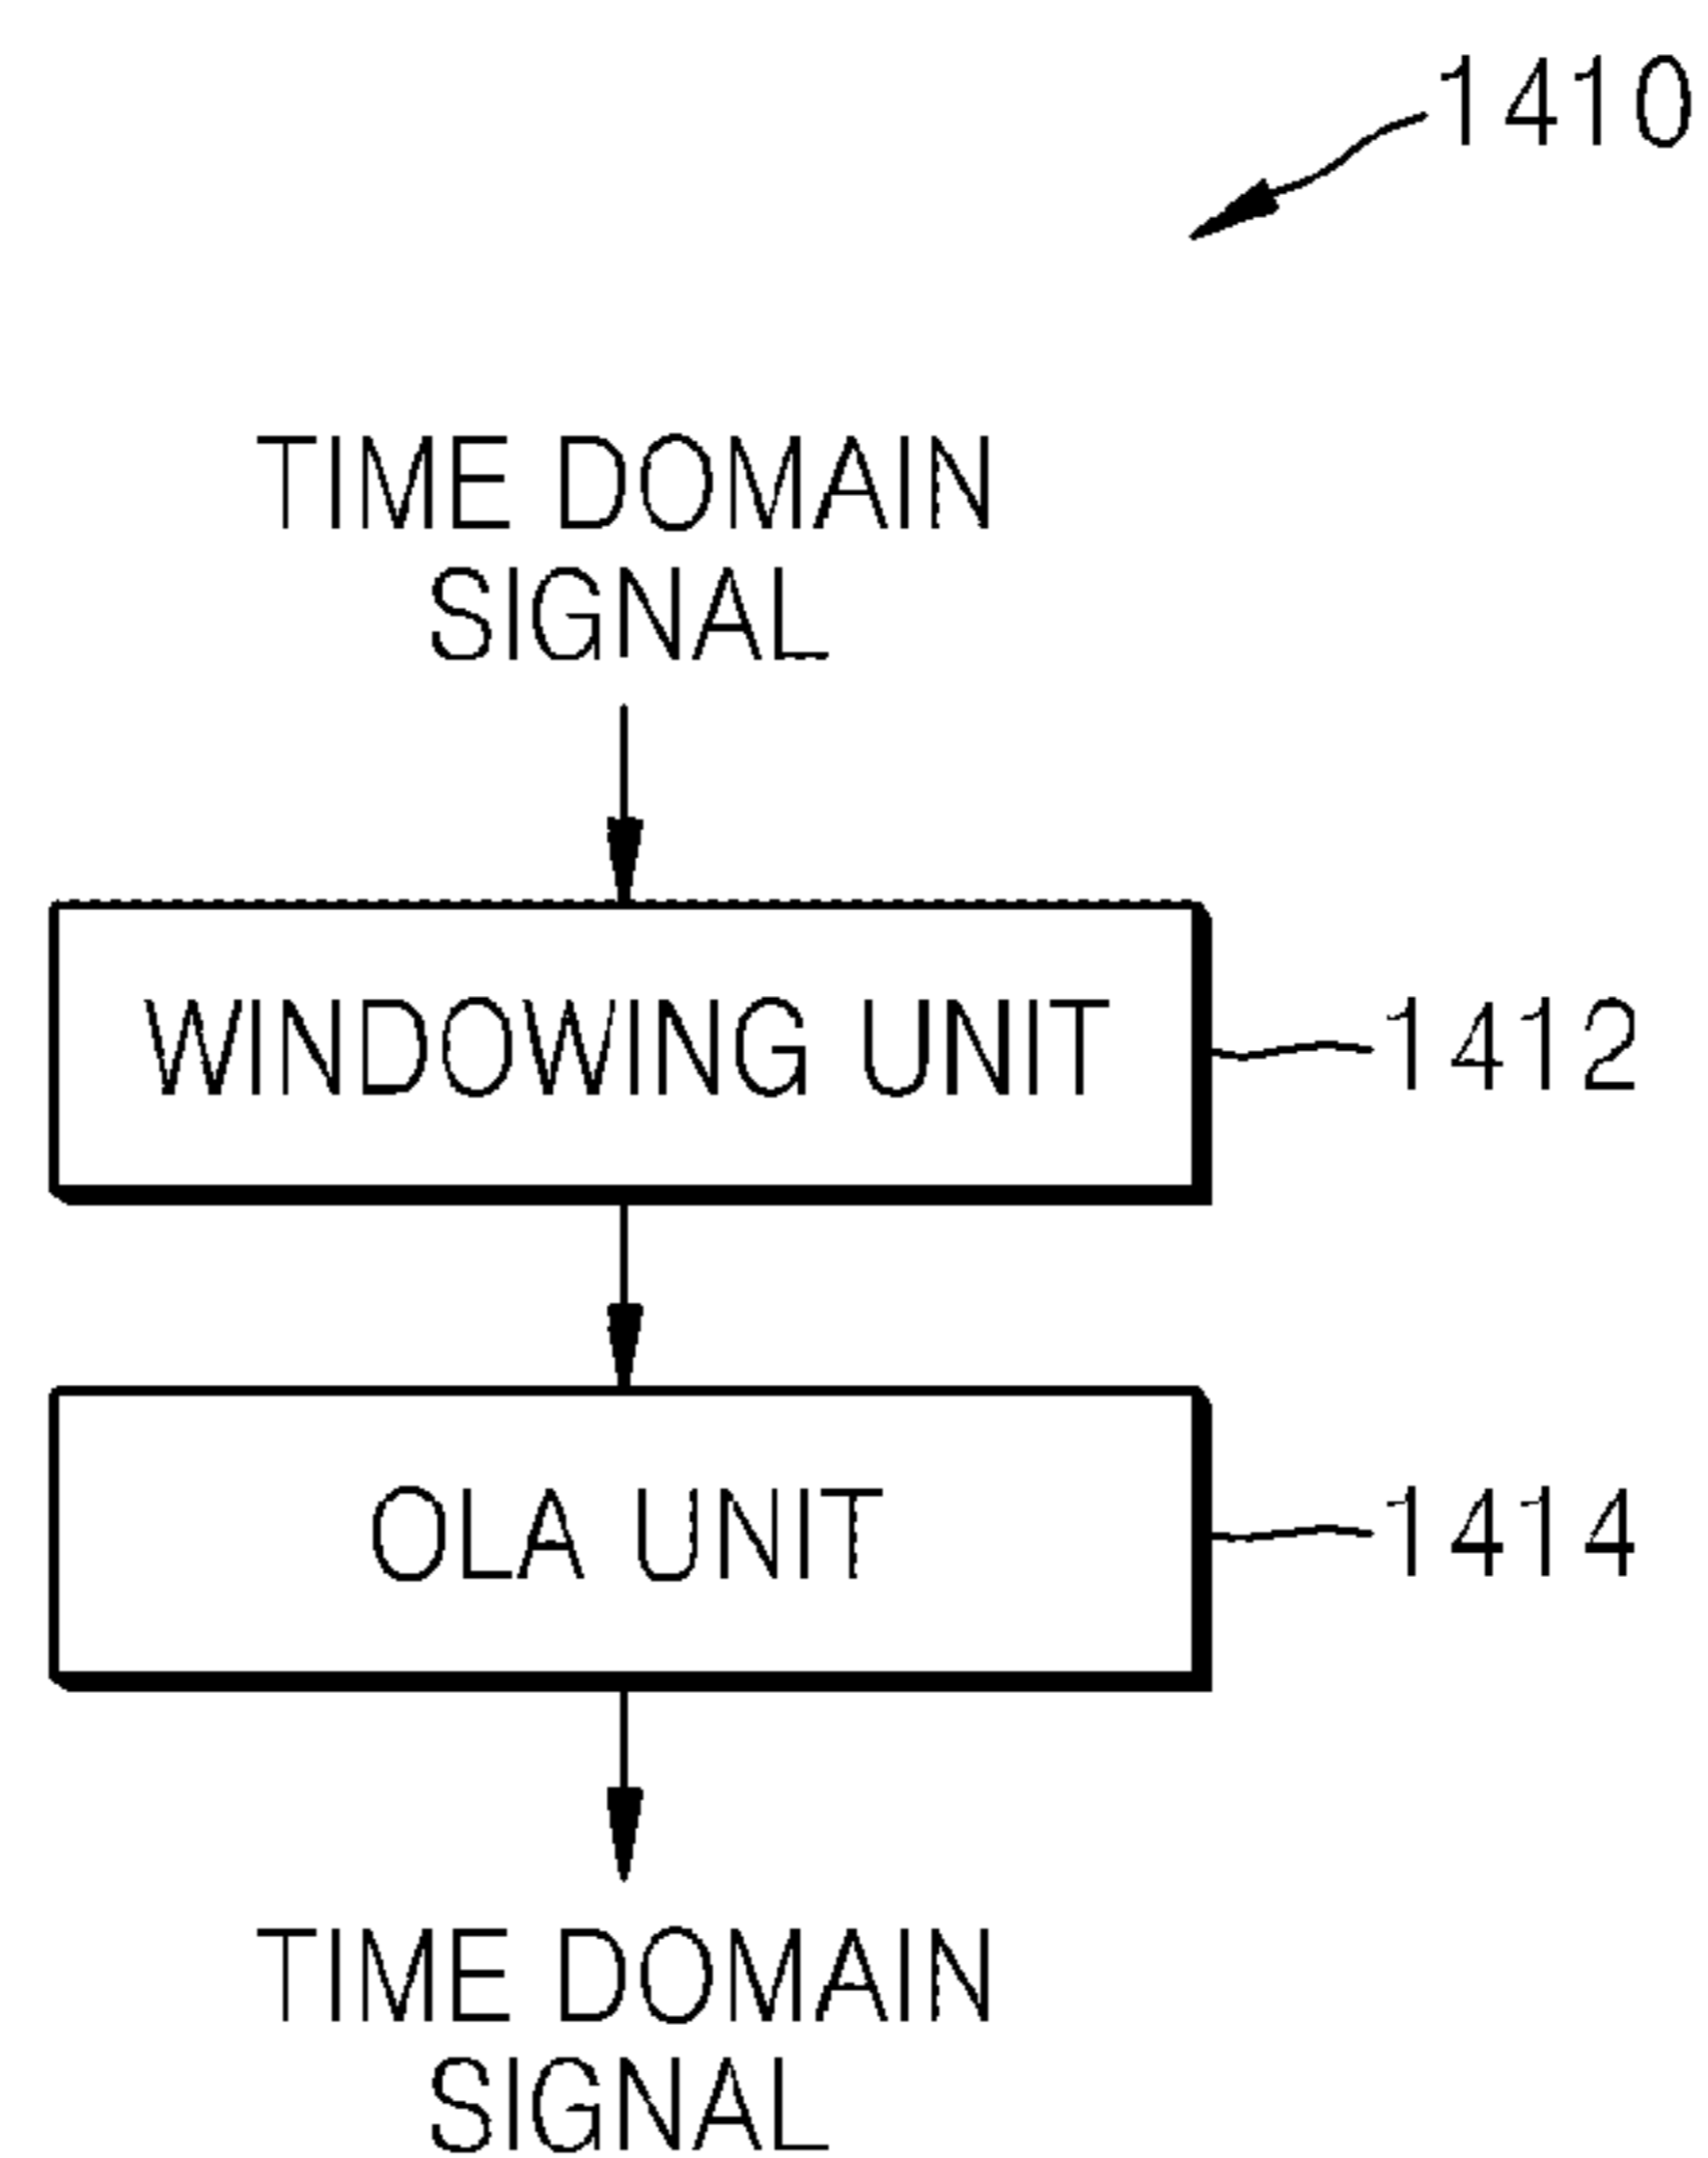 1410
TIME DOMAIN
SIGNAL
WINDOWING UNIT
1412
OLA UNIT
1414
TIME DOMAIN
SIGNAL